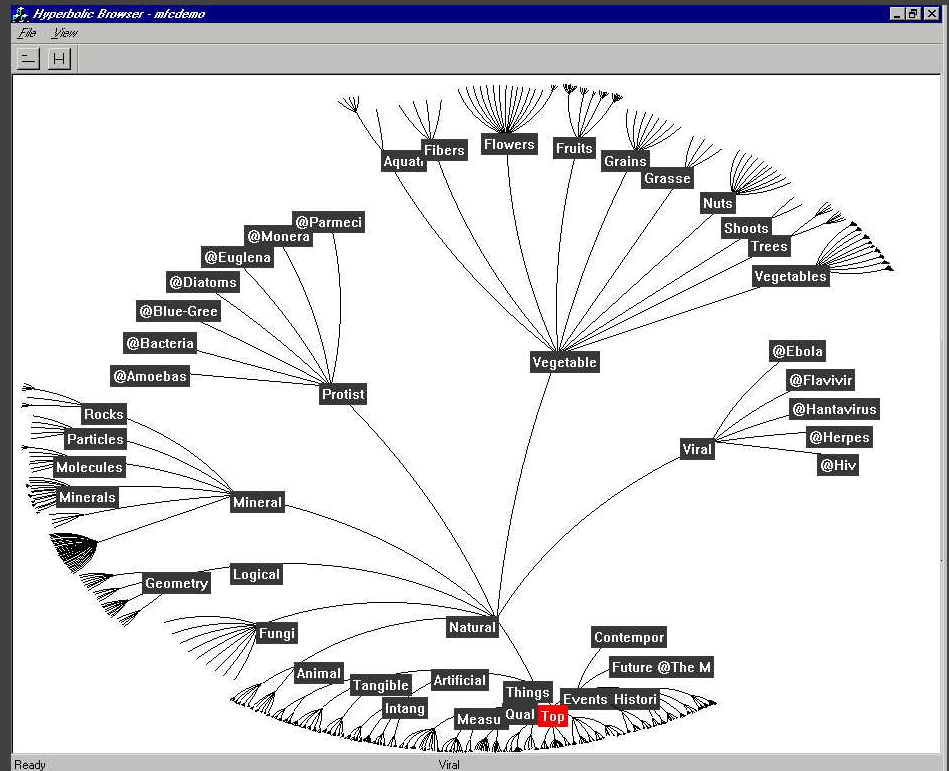 Hyperbolic Browser - mfcdemo
File View
Aquati
Fibers
Flowers
Fruits
Grains
Grasse
Nuts
Shoots
Trees
Vegetables
@Parmeci
@Monera
@Euglena
@Diatoms
@Blue-Gree
@Bacteria
@Amoebas
Protist
Vegetable
@Ebola
@Flavivir
@Hantavirus
@Herpes
@Hiv
Viral
Rocks
Particles
Molecules
Minerals
Mineral
Geometry
Logical
Fungi
Natural
Contempor
Future @The M
Animal
Tangible
Artificial
Intang
Things
Events Histori
Measu
Qual
Top
Ready Viral